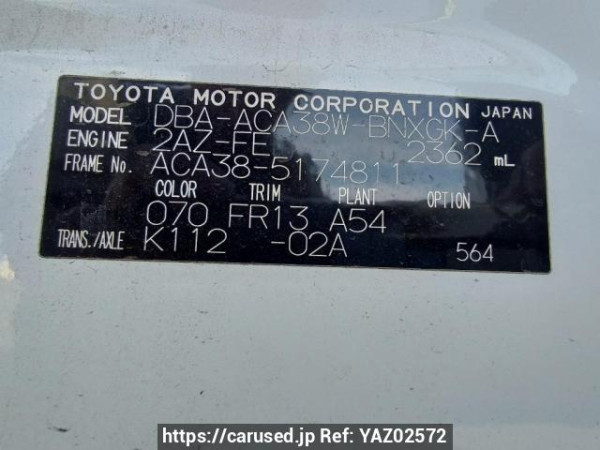 TOYOTA MOTOR CORPORATION JAPAN
MODEL DBA-ACA38W-BNXGK-A
ENGINE 2AZ-FE 2362 mL
FRAME No. ACA38-5174811
COLOR TRIM PLANT OPTION
070 FR13 A54
TRANS./AXLE K112 -02A 564
https://carused.jp Ref: YAZ02572